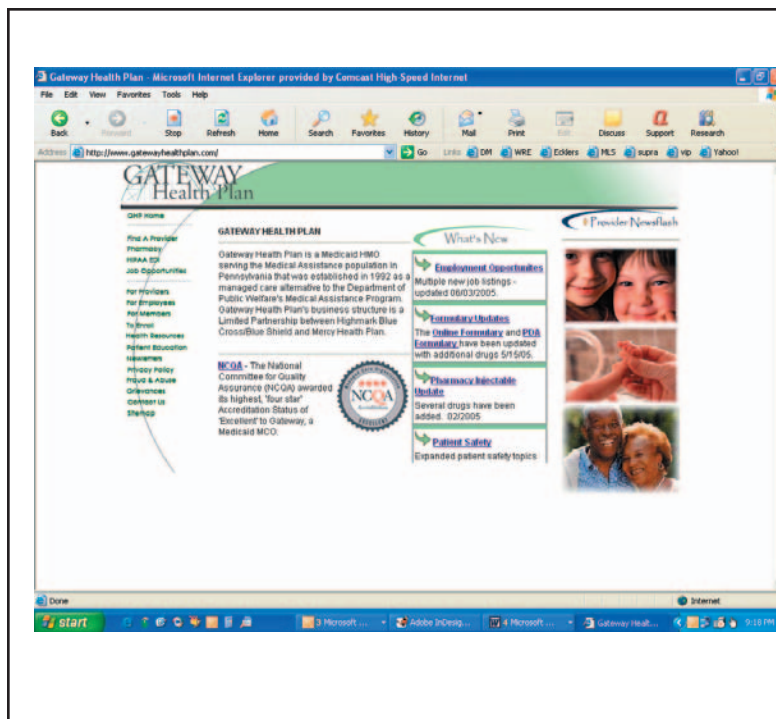 Gateway Health Plan - Microsoft Internet Explorer provided by Comcast High-Speed Internet
File Edit View Favorites Tools Help
Back Forward Stop Refresh Home Search Favorites History Mail Print Edit Discuss Support Research
Address http://www.gatewayhealthplan.com/ Go Links DM WRE Ecklers MLS supra vip Yahoo!
GATEWAY
Health Plan
GHP Home
Find A Provider
Pharmacy
HIPAA EDI
Job Opportunities
For Providers
For Employees
For Members
To Enroll
Health Resources
Patient Education
Newsletters
Privacy Policy
Fraud & Abuse
Grievances
Contact Us
Sitemap
GATEWAY HEALTH PLAN
Gateway Health Plan is a Medicaid HMO
serving the Medical Assistance population in
Pennsylvania that was established in 1992 as a
managed care alternative to the Department of
Public Welfare's Medical Assistance Program.
Gateway Health Plan's business structure is a
Limited Partnership between Highmark Blue
Cross/Blue Shield and Mercy Health Plan.
NCQA - The National
Committee for Quality
Assurance (NCQA) awarded
its highest, 'four star'
Accreditation Status of
'Excellent' to Gateway, a
Medicaid MCO.
NCQA
EXCELLENT
What's New
Employment Opportunites
Multiple new job listings -
updated 06/03/2005.
Formulary Updates
The Online Formulary and PDA
Formulary have been updated
with additional drugs 5/15/05.
Pharmacy Injectable
Update
Several drugs have been
added. 02/2005
Patient Safety
Expanded patient safety topics
Provider Newsflash
Done Internet
start 3 Microsoft ... Adobe InDesig... 4 Microsoft ... Gateway Healt... 9:18 PM